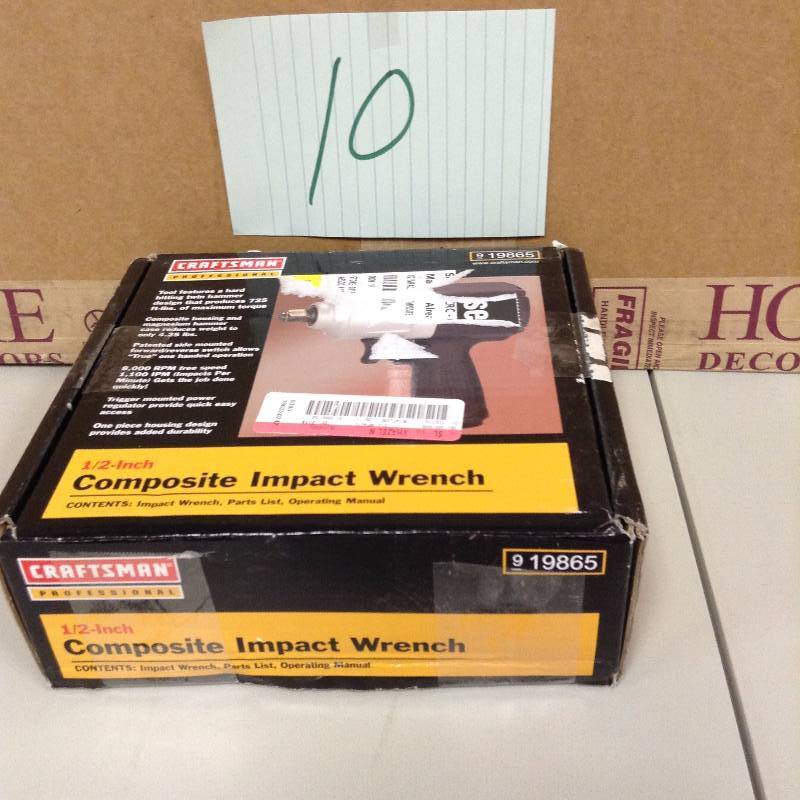 10
CRAFTSMAN
PROFESSIONAL
9 19865
www.craftsman.com
Tool features a hard
hitting twin hammer
design that produces 725
ft-lbs. of maximum torque
Composite housing and
magnesium hammer
case reduces weight to
only 4.25 lbs.
Patented side mounted
forward/reverse switch allows
"True" one handed operation
8,000 RPM free speed
1,100 IPM (Impacts Per
Minute) Gets the job done
quickly!
Trigger mounted power
regulator provide quick easy
access
One piece housing design
provides added durability
1/2-Inch
Composite Impact Wrench
CONTENTS: Impact Wrench, Parts List, Operating Manual
CRAFTSMAN
PROFESSIONAL
9 19865
1/2-Inch
Composite Impact Wrench
CONTENTS: Impact Wrench, Parts List, Operating Manual
FRAGI
HO
DECO
E
ORS